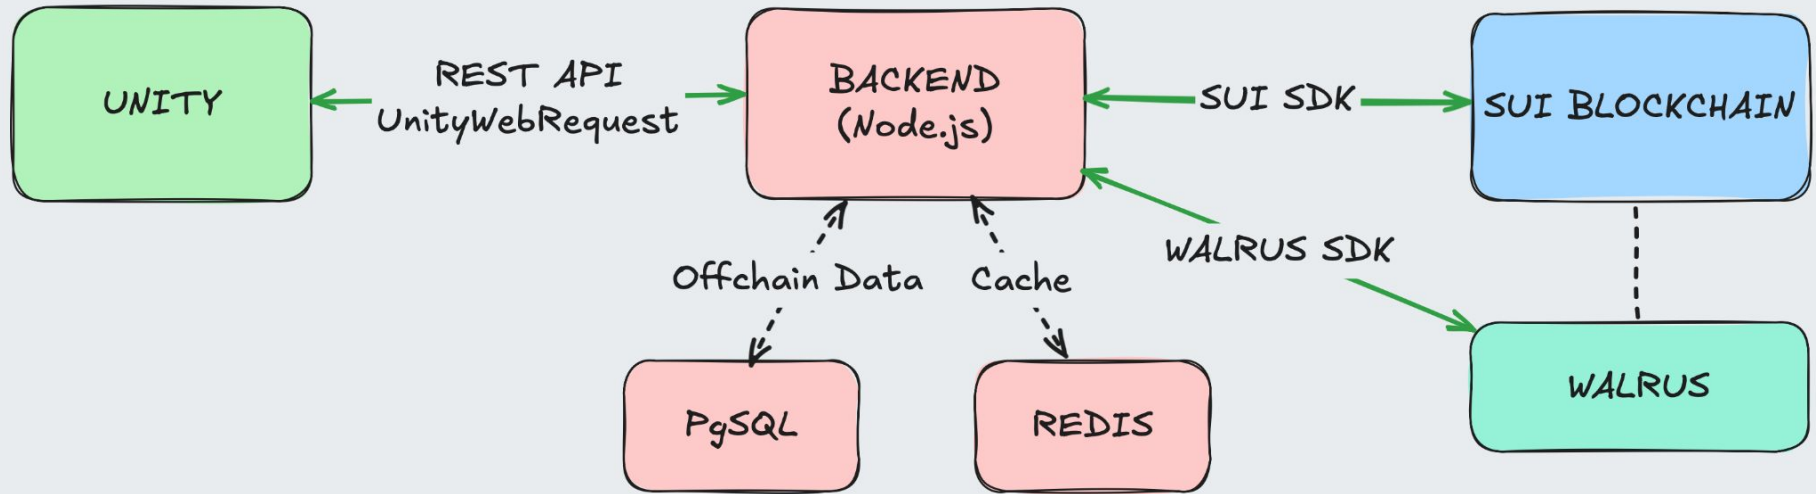 UNITY
REST API
UnityWebRequest
BACKEND
(Node.js)
SUI SDK
SUI BLOCKCHAIN
WALRUS SDK
Offchain Data
Cache
PgSQL
REDIS
WALRUS